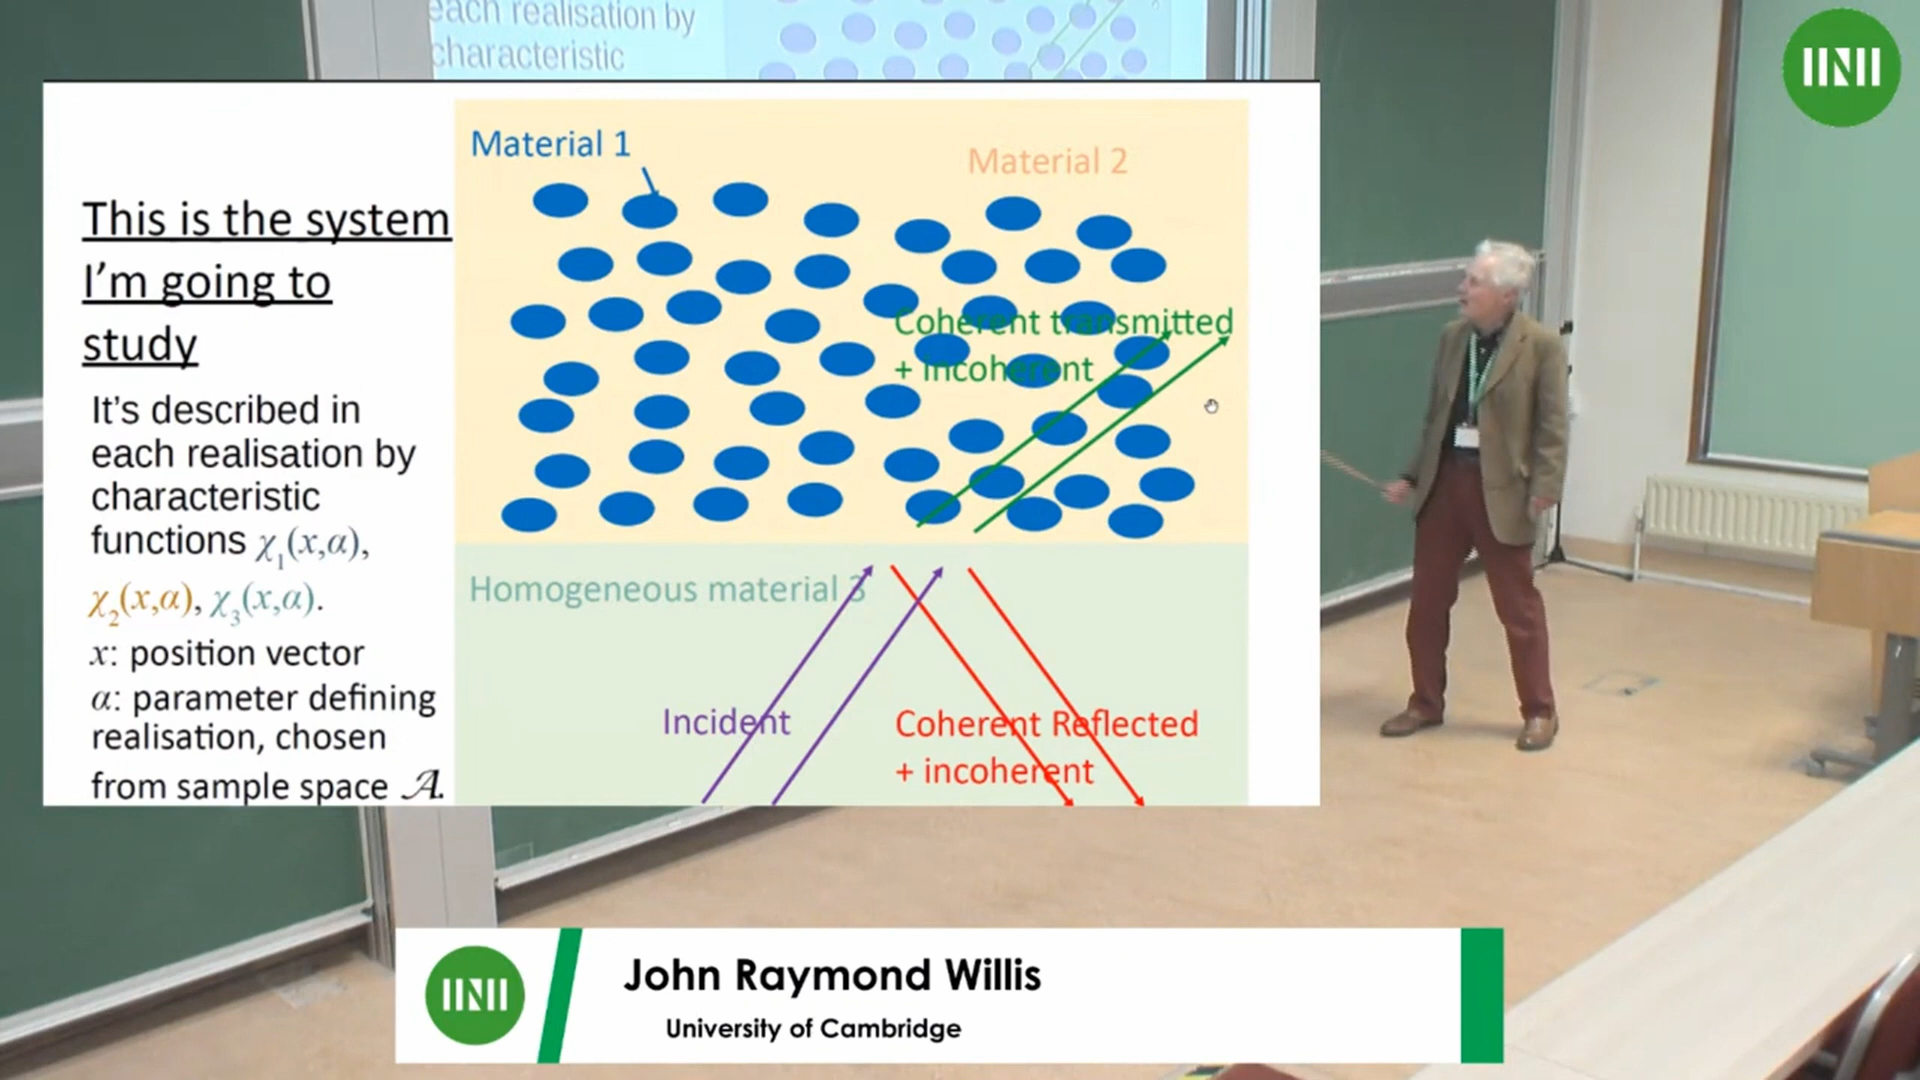 each realisation by
characteristic
Material 1
Material 2
This is the system
I’m going to
study
Coherent transmitted
+ incoherent
It’s described in
each realisation by
characteristic
functions χ₁(x,α),
χ₂(x,α), χ₃(x,α).
x: position vector
α: parameter defining
realisation, chosen
from sample space 𝒜.
Homogeneous material 3
Incident
Coherent Reflected
+ incoherent
John Raymond Willis
University of Cambridge